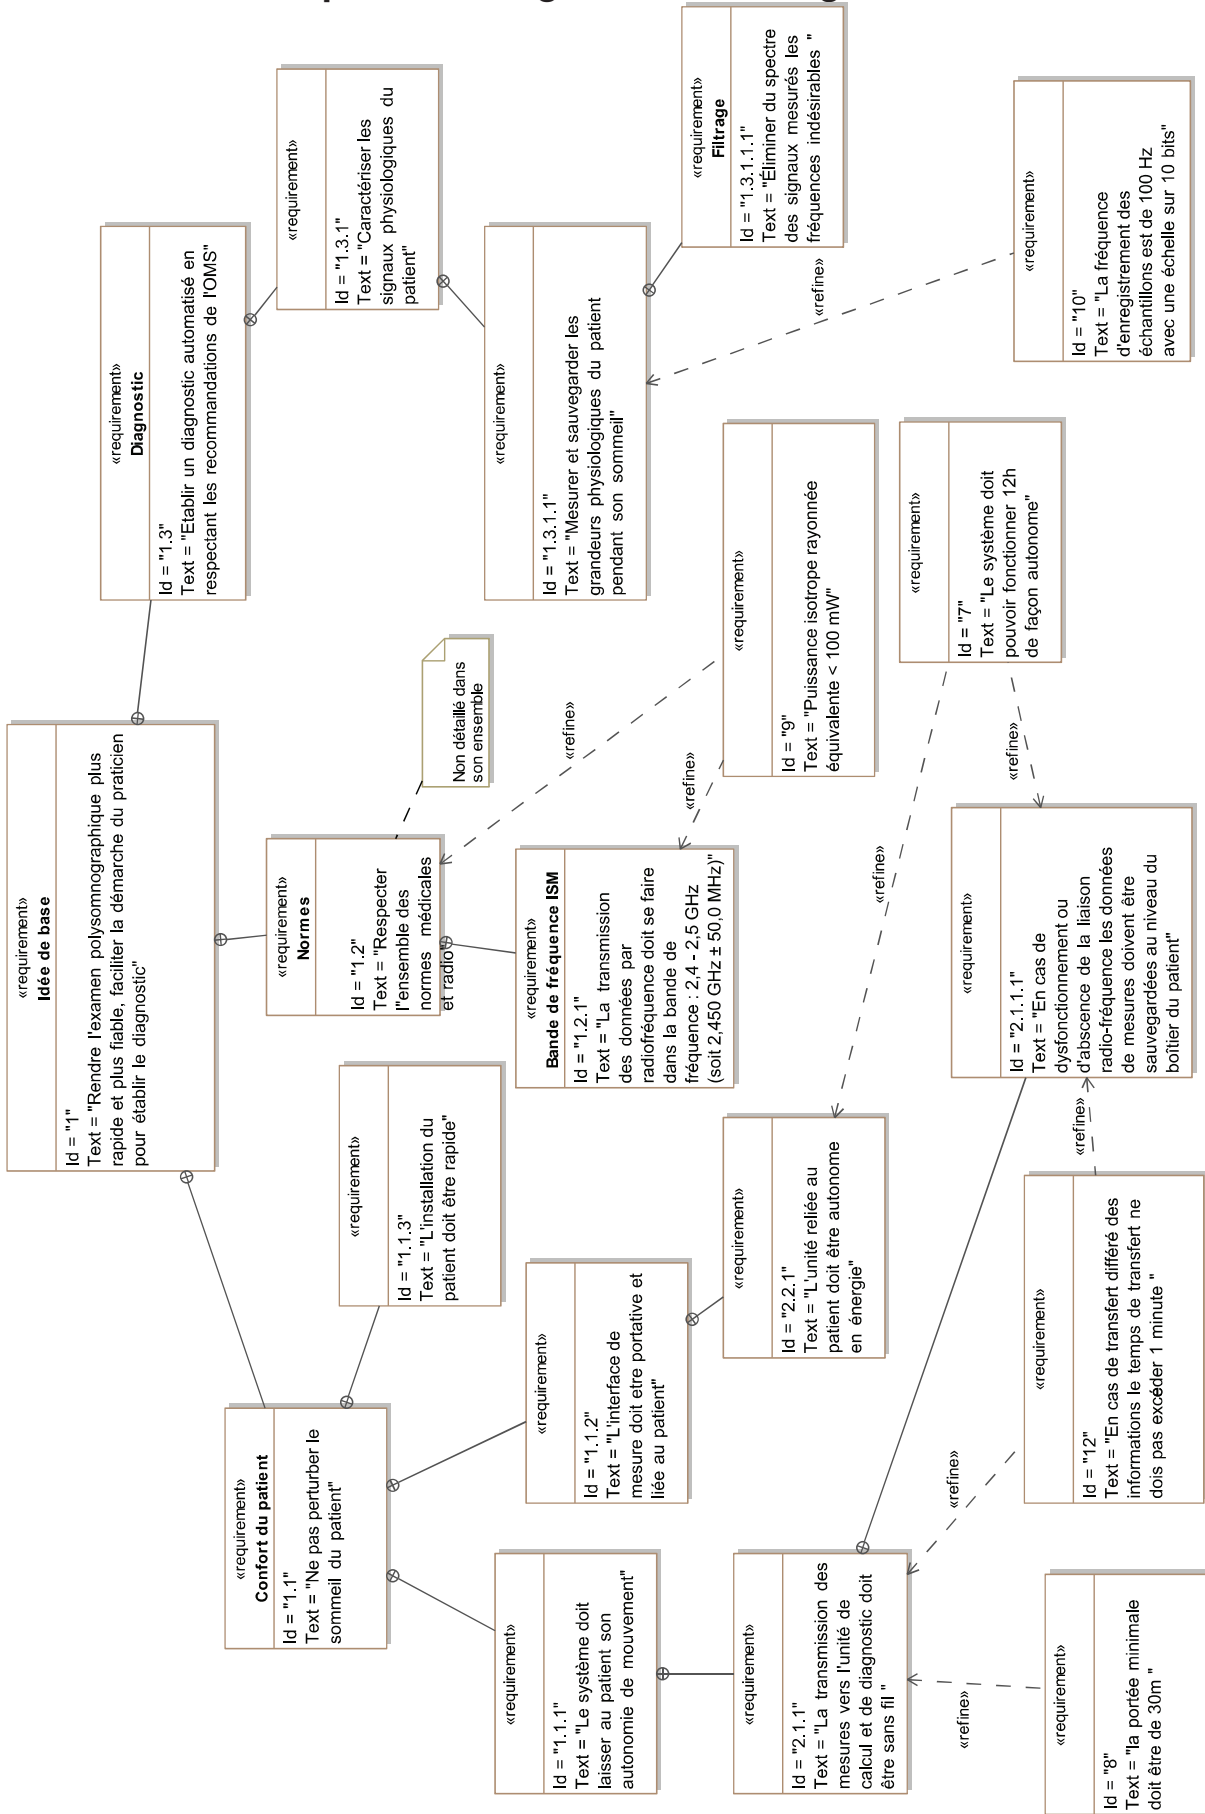 «requirement»
Idée de base
Id = "1"
Text = "Rendre l'examen polysomnographique plus
rapide et plus fiable, faciliter la démarche du praticien
pour établir le diagnostic"
«requirement»
Confort du patient
Id = "1.1"
Text = "Ne pas perturber le
sommeil du patient"
«requirement»
Normes
Id = "1.2"
Text = "Respecter
l"ensemble des
normes médicales
et radio"
«requirement»
Diagnostic
Id = "1.3"
Text = "Etablir un diagnostic automatisé en
respectant les recommandations de l'OMS"
Non détaillé dans
son ensemble
«requirement»
Id = "1.1.3"
Text = "L'installation du
patient doit être rapide"
«requirement»
Id = "1.3.1"
Text = "Caractériser les
signaux physiologiques du
patient"
«requirement»
Id = "1.1.1"
Text = "Le système doit
laisser au patient son
autonomie de mouvement"
«requirement»
Id = "1.1.2"
Text = "L'interface de
mesure doit etre portative et
liée au patient"
«requirement»
Bande de fréquence ISM
Id = "1.2.1"
Text = "La transmission
des données par
radiofréquence doit se faire
dans la bande de
fréquence : 2,4 - 2,5 GHz
(soit 2,450 GHz ± 50,0 MHz)"
«requirement»
Id = "1.3.1.1"
Text = "Mesurer et sauvegarder les
grandeurs physiologiques du patient
pendant son sommeil"
«refine»
«refine»
«requirement»
Filtrage
Id = "1.3.1.1.1"
Text = "Éliminer du spectre
des signaux mesurés les
fréquences indésirables "
«refine»
«requirement»
Id = "2.1.1"
Text = "La transmission des
mesures vers l'unité de
calcul et de diagnostic doit
être sans fil "
«requirement»
Id = "2.2.1"
Text = "L'unité reliée au
patient doit être autonome
en énergie"
«requirement»
Id = "9"
Text = "Puissance isotrope rayonnée
équivalente < 100 mW"
«refine»
«requirement»
Id = "7"
Text = "Le système doit
pouvoir fonctionner 12h
de façon autonome"
«refine»
«requirement»
Id = "2.1.1.1"
Text = "En cas de
dysfonctionnement ou
d'abscence de la liaison
radio-fréquence les données
de mesures doivent être
sauvegardées au niveau du
boîtier du patient"
«refine»
«refine»
«refine»
«requirement»
Id = "8"
Text = "la portée minimale
doit être de 30m "
«requirement»
Id = "12"
Text = "En cas de transfert différé des
informations le temps de transfert ne
dois pas excéder 1 minute "
«requirement»
Id = "10"
Text = "La fréquence
d'enregistrement des
échantillons est de 100 Hz
avec une échelle sur 10 bits"